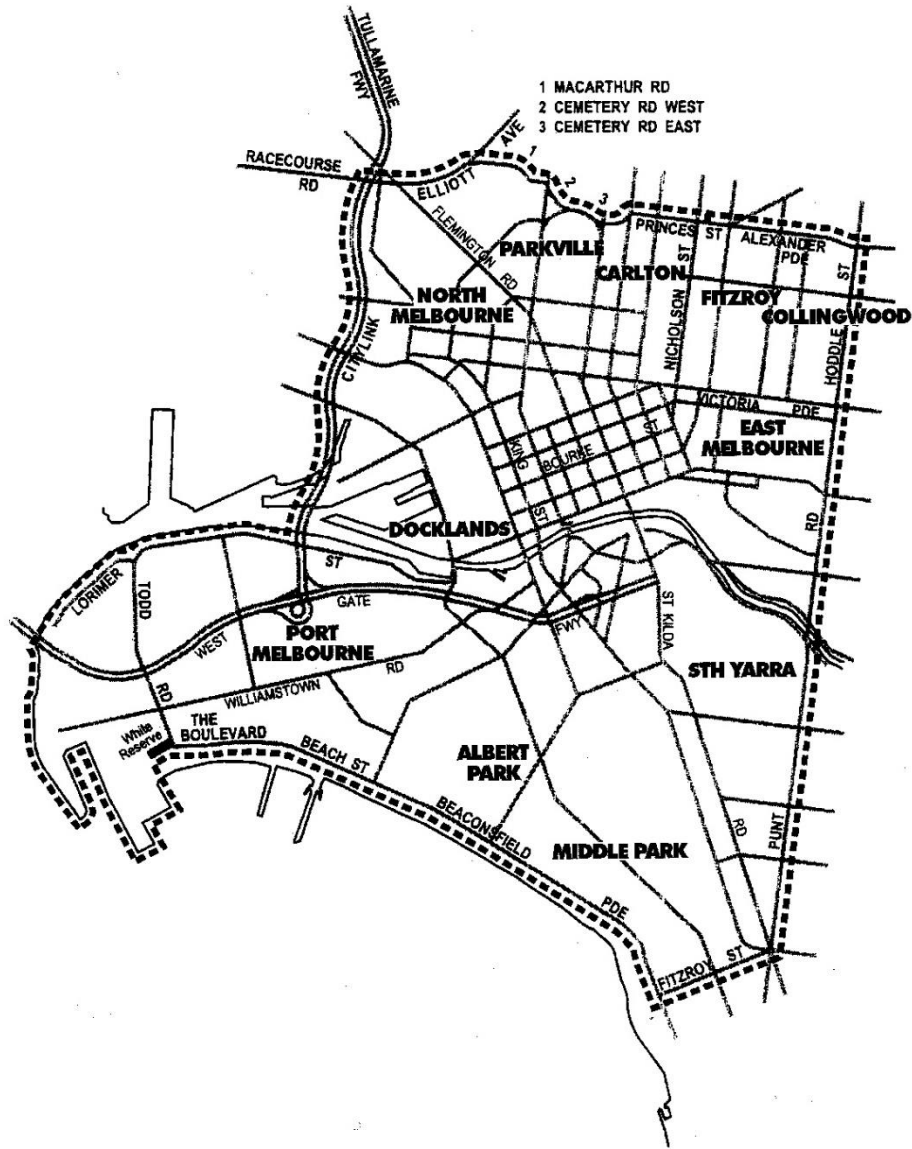 TULLAMARINE
FWY
1 MACARTHUR RD
2 CEMETERY RD WEST
3 CEMETERY RD EAST
RACECOURSE
RD
ELLIOTT
AVE
1
2
3
FLEMINGTON
RD
PARKVILLE
PRINCES ST
ALEXANDER
PDE
CARLTON
NICHOLSON
ST
FITZROY
COLLINGWOOD
HODDLE
ST
NORTH
MELBOURNE
CITYLINK
VICTORIA
PDE
EAST
MELBOURNE
KING
ST
BOURKE
ST
DOCKLANDS
RD
LORIMER
ST
TODD
RD
WEST
GATE
FWY
PORT
MELBOURNE
ST KILDA
RD
STH YARRA
WILLIAMSTOWN
RD
White
Reserve
THE
BOULEVARD
BEACH ST
ALBERT
PARK
BEACONSFIELD
PDE
MIDDLE PARK
PUNT
FITZROY ST